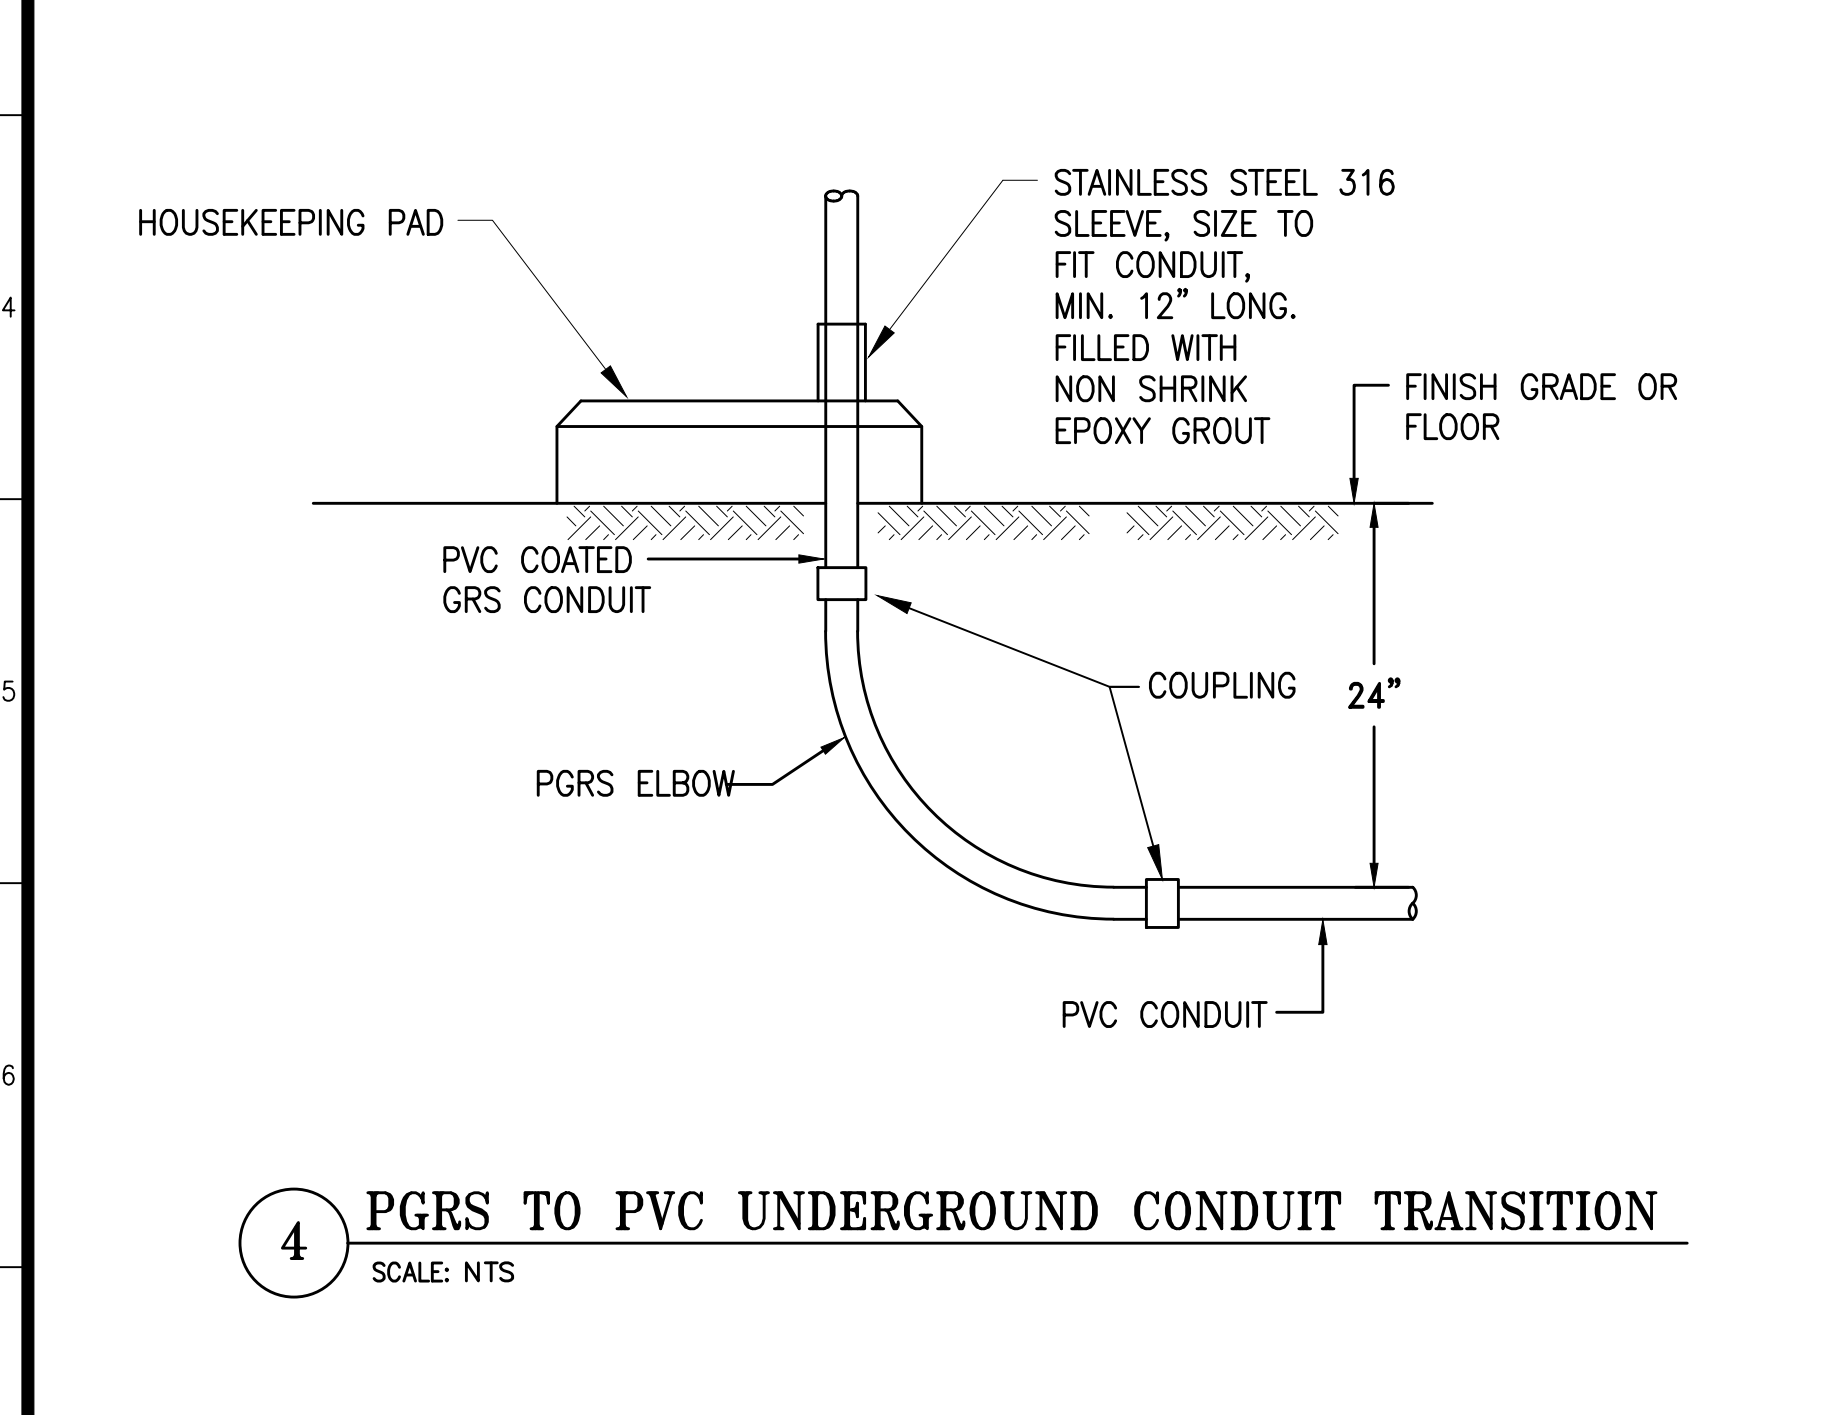 HOUSEKEEPING PAD
STAINLESS STEEL 316
SLEEVE, SIZE TO
FIT CONDUIT,
MIN. 12” LONG.
FILLED WITH
NON SHRINK
EPOXY GROUT
4
FINISH GRADE OR
FLOOR
PVC COATED
GRS CONDUIT
COUPLING
24”
5
PGRS ELBOW
PVC CONDUIT
6
4
PGRS TO PVC UNDERGROUND CONDUIT TRANSITION
SCALE: NTS